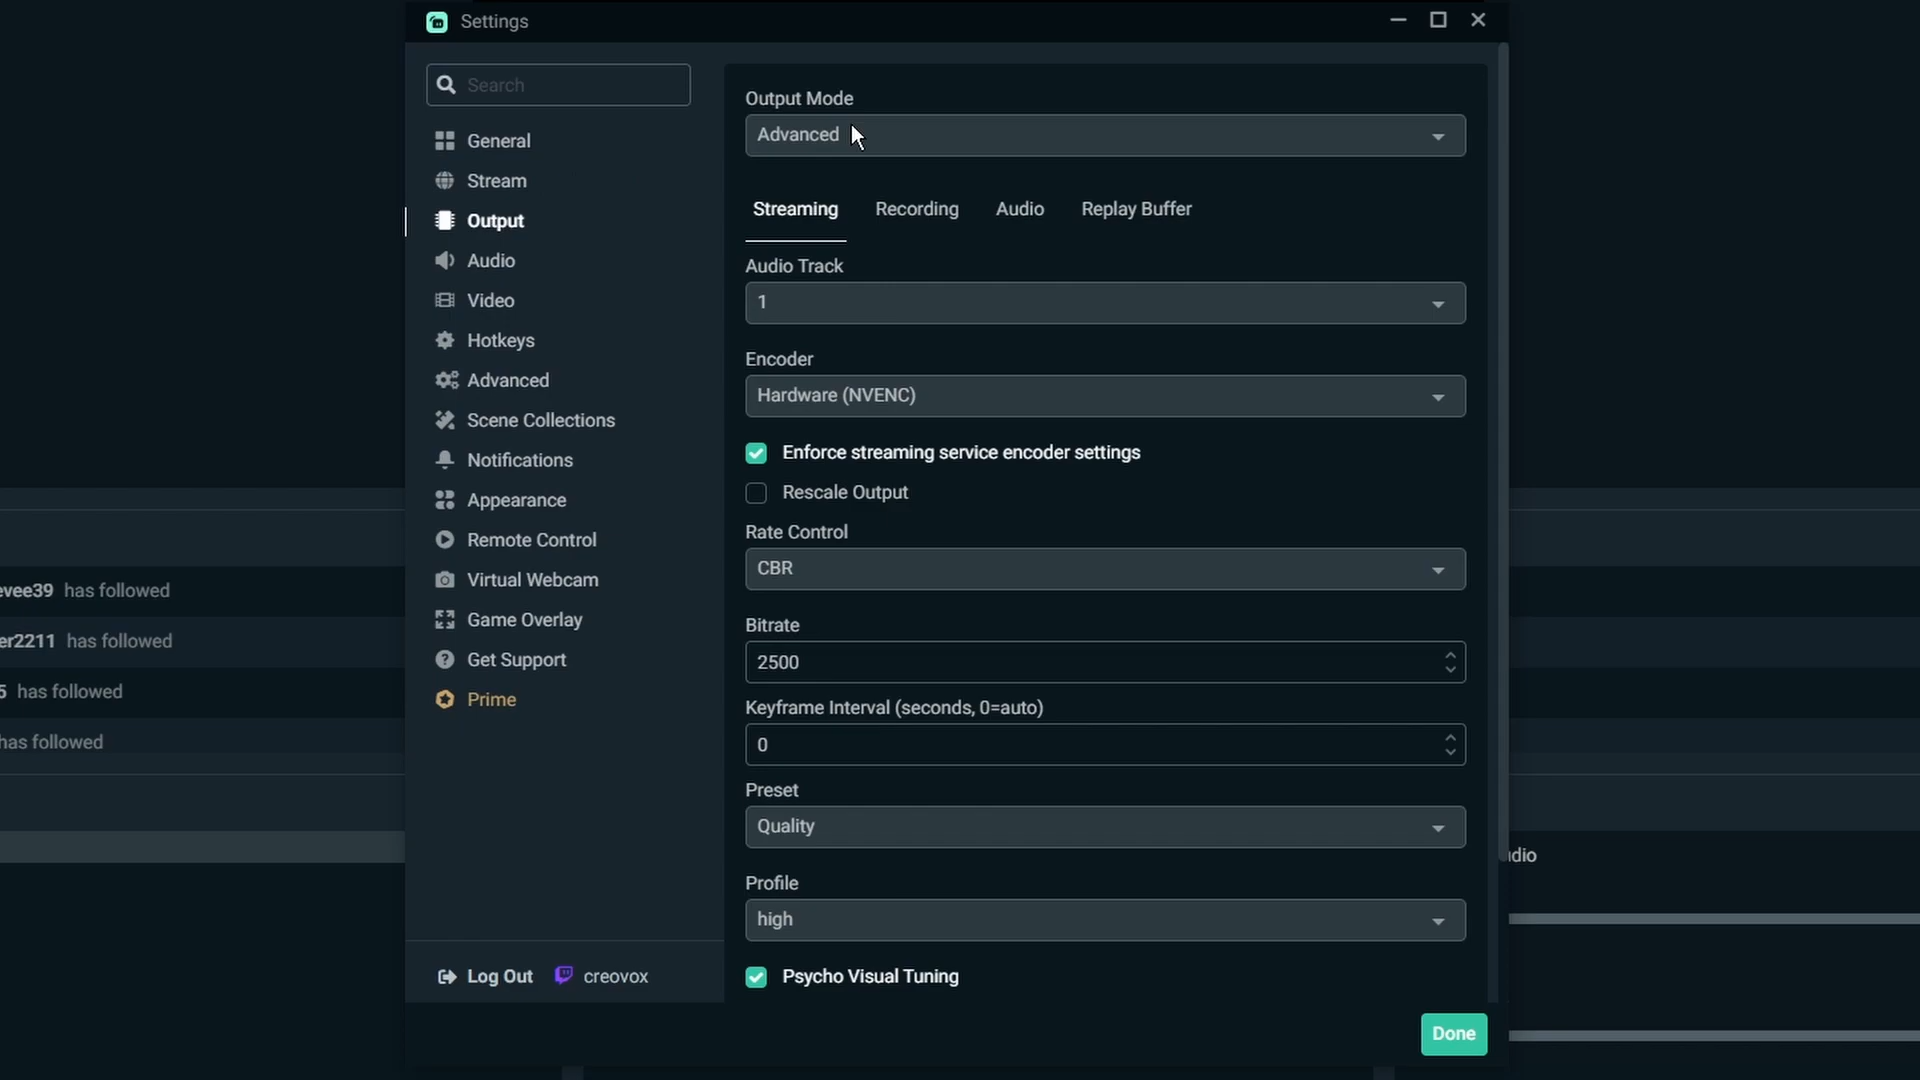 Settings
Search
General
Stream
Output
Audio
Video
Hotkeys
Advanced
Scene Collections
Notifications
Appearance
Remote Control
Virtual Webcam
Game Overlay
Get Support
Prime
Log Out creovox
Output Mode
Advanced
Streaming Recording Audio Replay Buffer
Audio Track
1
Encoder
Hardware (NVENC)
Enforce streaming service encoder settings
Rescale Output
Rate Control
CBR
Bitrate
2500
Keyframe Interval (seconds, 0=auto)
0
Preset
Quality
Profile
high
Psycho Visual Tuning
Done
evee39 has followed
er2211 has followed
5 has followed
has followed
dio